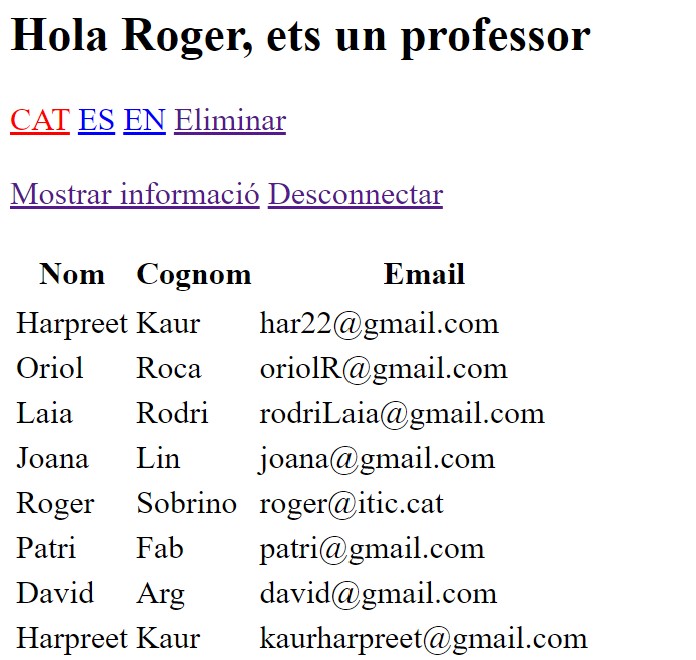 Hola Roger, ets un professor
CAT ES EN Eliminar
Mostrar informació Desconnectar
Nom Cognom Email
Harpreet Kaur har22@gmail.com
Oriol Roca oriolR@gmail.com
Laia Rodri rodriLaia@gmail.com
Joana Lin joana@gmail.com
Roger Sobrino roger@itic.cat
Patri Fab patri@gmail.com
David Arg david@gmail.com
Harpreet Kaur kaurharpreet@gmail.com